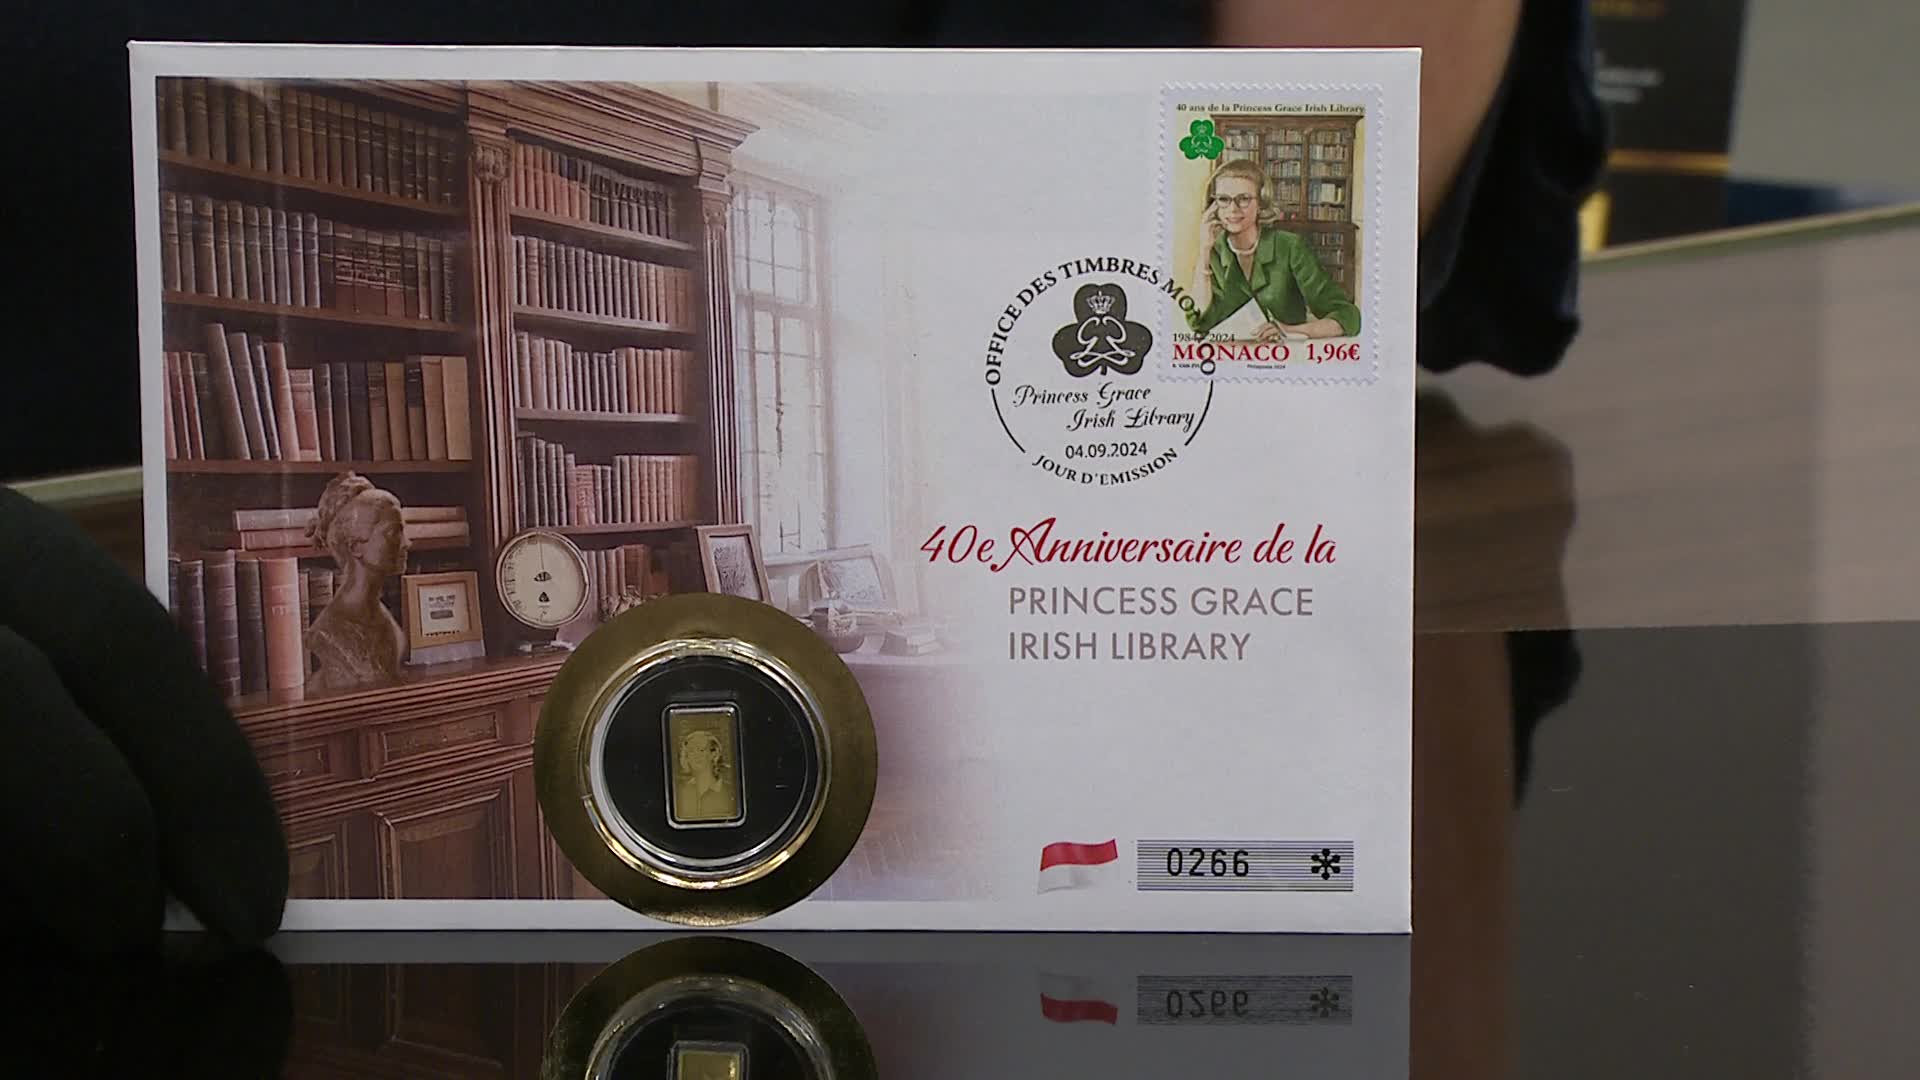 40 ans de la Princess Grace Irish Library
1984 - 2024
MONACO 1,96€
OFFICE DES TIMBRES MONACO
Princess Grace
Irish Library
04.09.2024
JOUR D'ÉMISSION
40e Anniversaire de la
PRINCESS GRACE
IRISH LIBRARY
0266 *